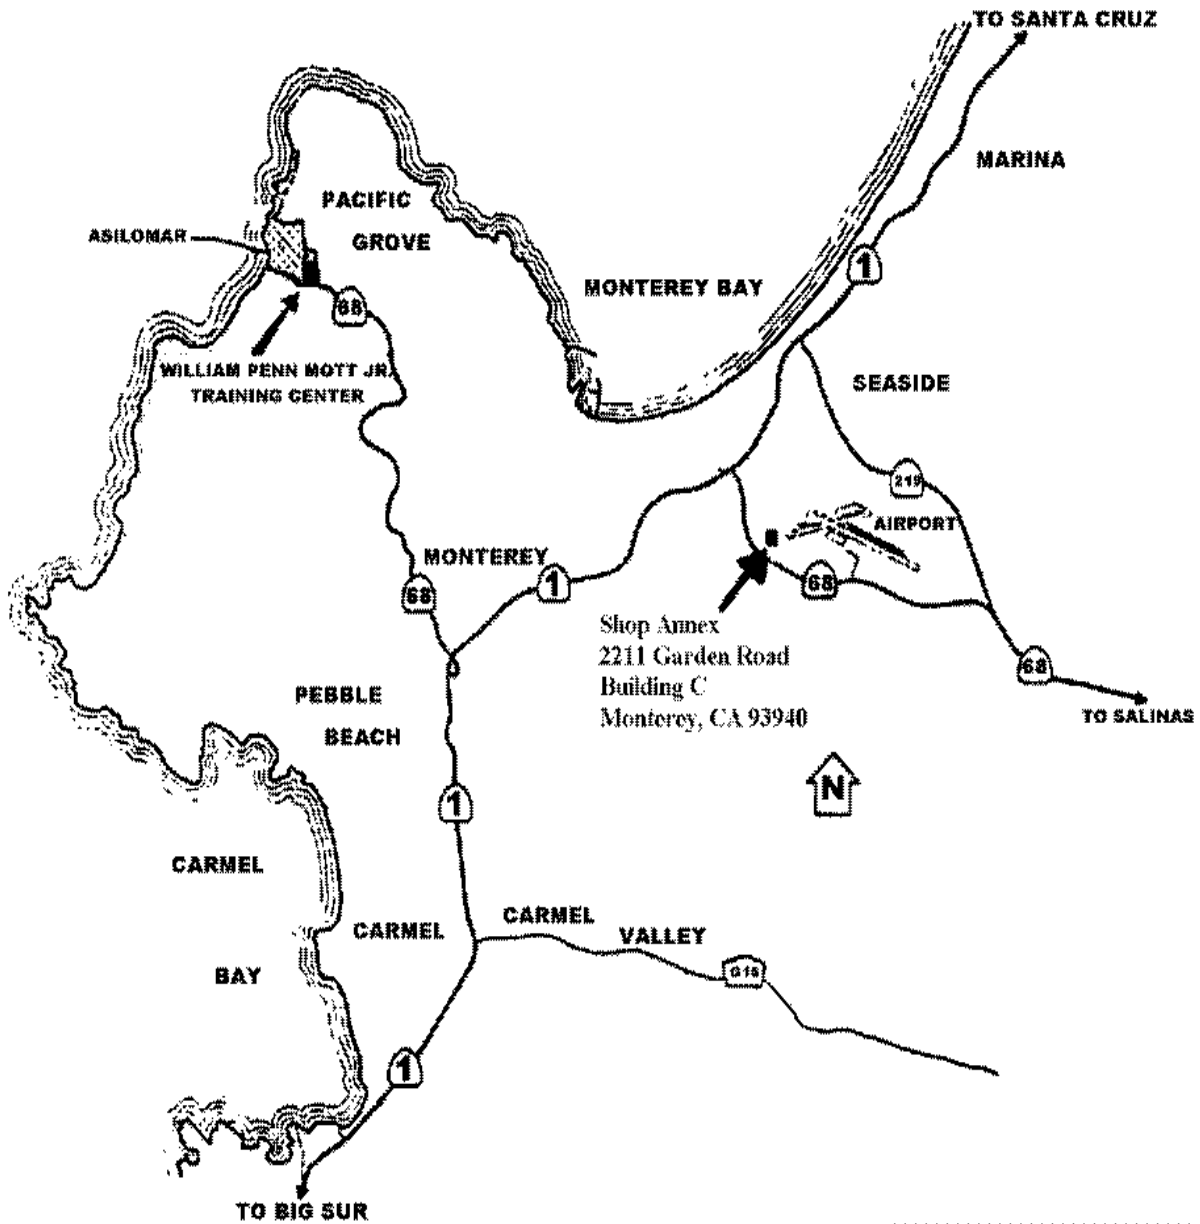 TO SANTA CRUZ
MARINA
PACIFIC
GROVE
ASILOMAR
MONTEREY BAY
1
68
WILLIAM PENN MOTT JR.
TRAINING CENTER
SEASIDE
219
AIRPORT
MONTEREY
68
1
68
Shop Annex
2211 Garden Road
Building C
Monterey, CA 93940
68
TO SALINAS
PEBBLE
BEACH
N
1
CARMEL
BAY
CARMEL
CARMEL
VALLEY
G16
1
TO BIG SUR